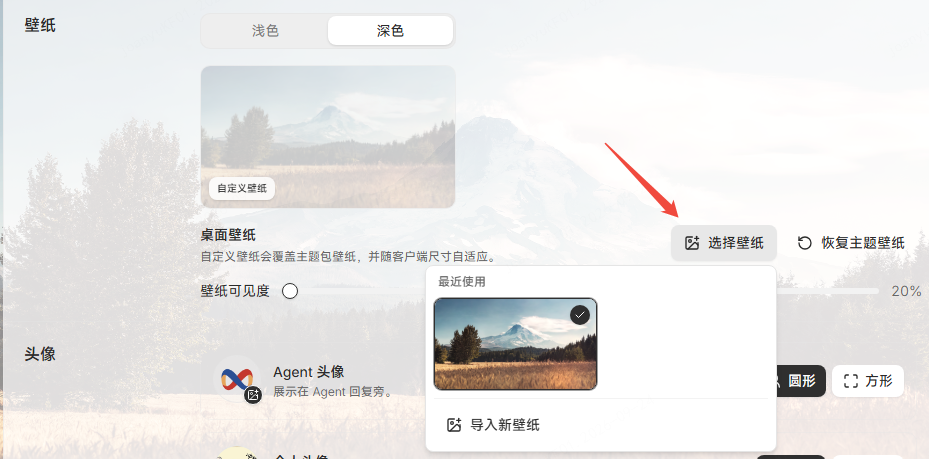 壁纸
浅色
深色
自定义壁纸
桌面壁纸
自定义壁纸会覆盖主题包壁纸，并随客户端尺寸自适应。
选择壁纸
恢复主题壁纸
壁纸可见度
20%
最近使用
导入新壁纸
头像
Agent 头像
展示在 Agent 回复旁。
圆形
方形